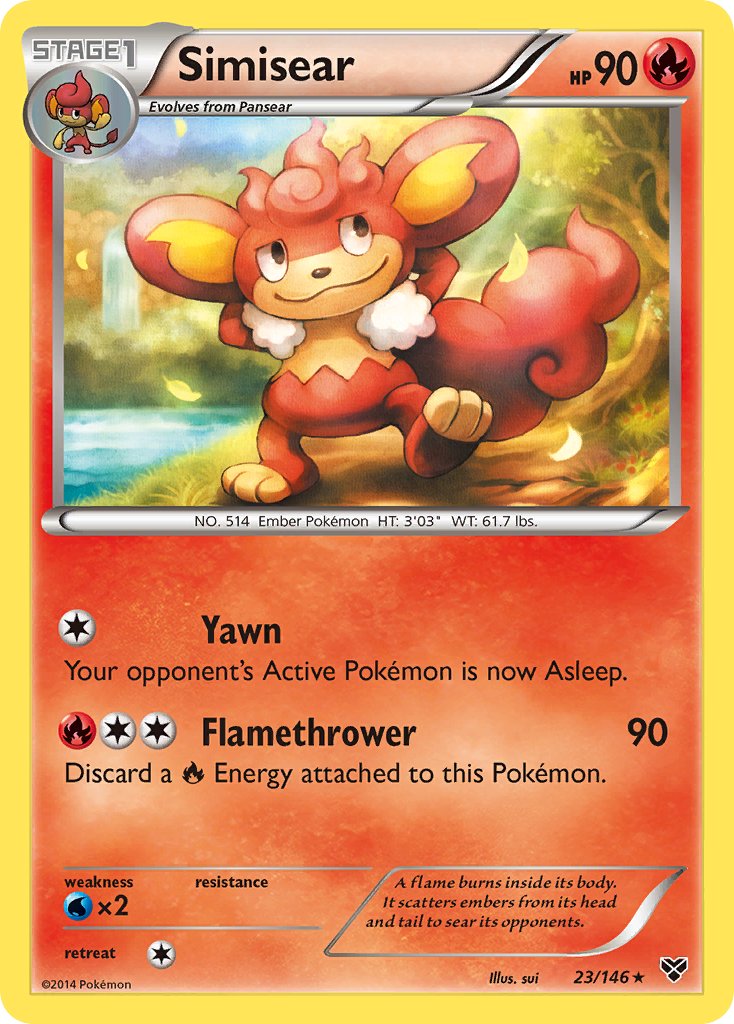 STAGE1
Simisear
HP90
Evolves from Pansear
NO. 514 Ember Pokémon HT: 3'03" WT: 61.7 lbs.
Yawn
Your opponent's Active Pokémon is now Asleep.
Flamethrower 90
Discard a Energy attached to this Pokémon.
weakness
×2
resistance
retreat
A flame burns inside its body.
It scatters embers from its head
and tail to sear its opponents.
©2014 Pokémon
Illus. sui
23/146★